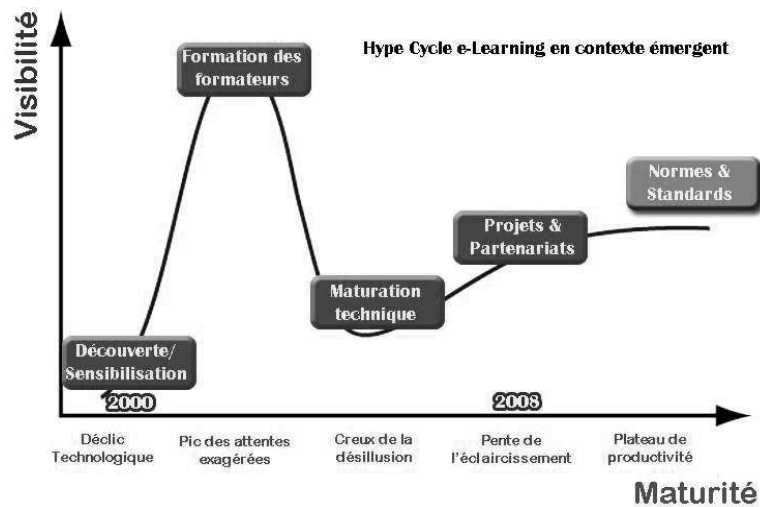 Visibilité
Hype Cycle e-Learning en contexte émergent
Formation des
formateurs
Normes &
Standards
Projets &
Partenariats
Maturation
technique
Découverte/
Sensibilisation
2000
2008
Déclic
Technologique
Pic des attentes
exagérées
Creux de la
désillusion
Pente de
l'éclaircissement
Plateau de
productivité
Maturité